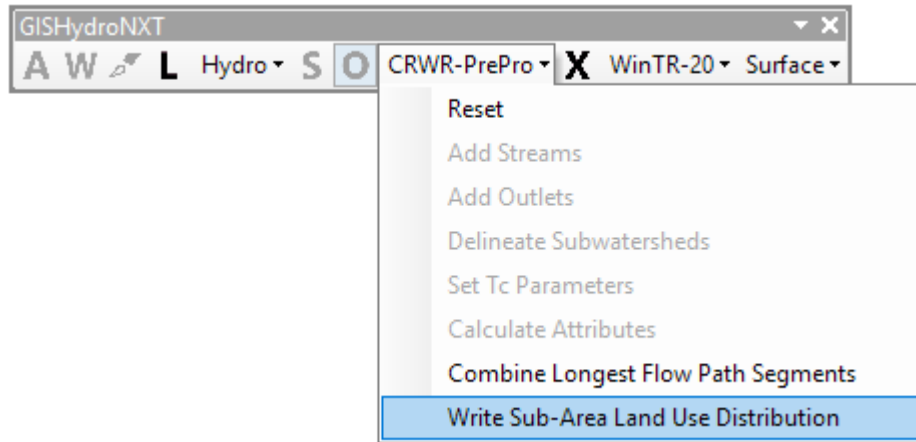 GISHydroNXT
A W L Hydro S O CRWR-PrePro X WinTR-20 Surface
Reset
Add Streams
Add Outlets
Delineate Subwatersheds
Set Tc Parameters
Calculate Attributes
Combine Longest Flow Path Segments
Write Sub-Area Land Use Distribution